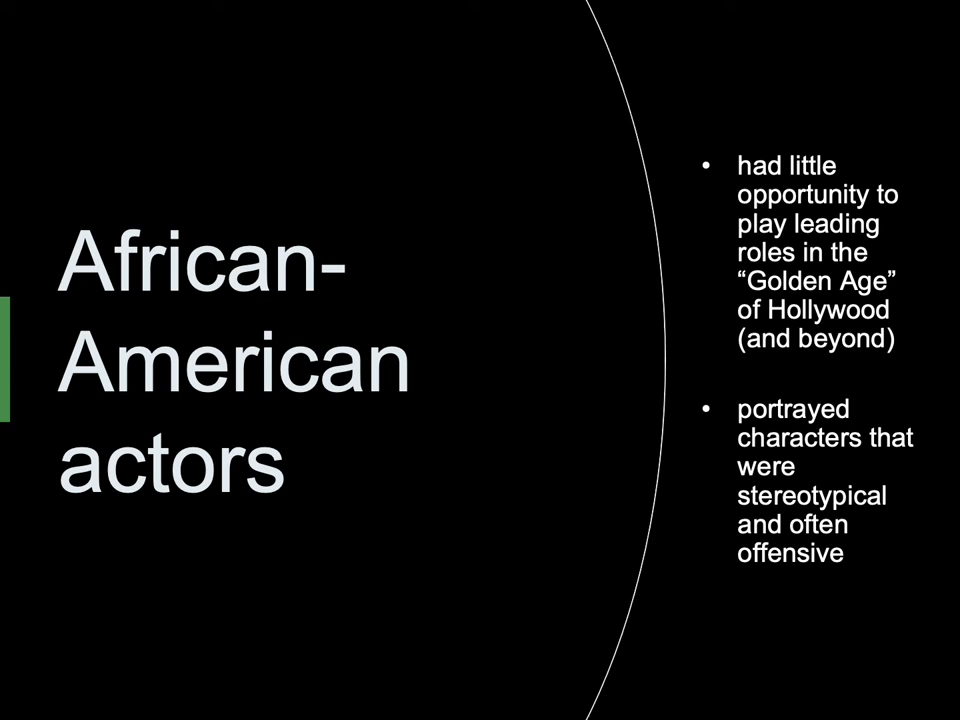 African-
American
actors
• had little
opportunity to
play leading
roles in the
“Golden Age”
of Hollywood
(and beyond)
• portrayed
characters that
were
stereotypical
and often
offensive